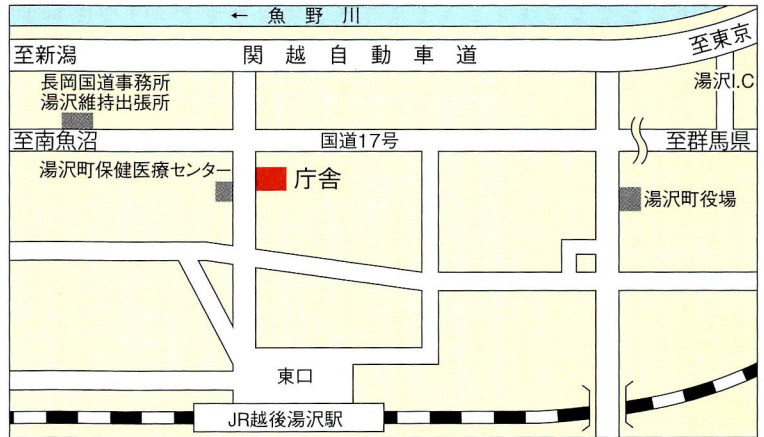 ← 魚野川
至新潟
関越自動車道
至東京
長岡国道事務所
湯沢維持出張所
湯沢I.C
至南魚沼
国道17号
至群馬県
湯沢町保健医療センター
庁舎
湯沢町役場
東口
JR越後湯沢駅